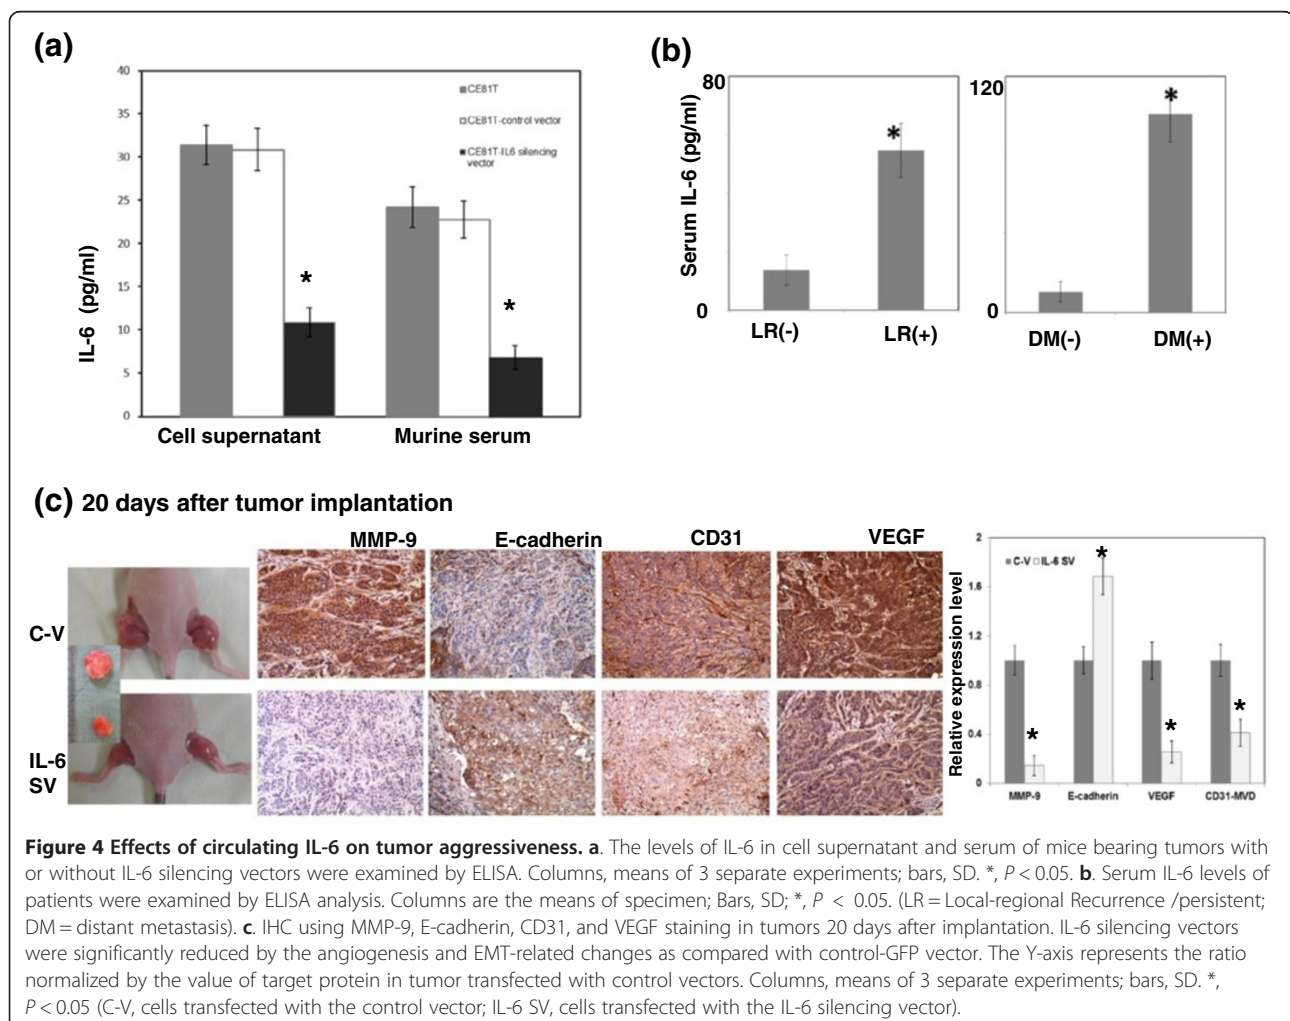 (a)
40
35
30
25
20
15
10
5
0
IL-6 (pg/ml)
CE81T
CE81T-control vector
CE81T-IL6 silencing
vector
*
*
Cell supernatant
Murine serum
(b)
Serum IL-6 (pg/ml)
80
0
*
LR(-)
LR(+)
120
0
*
DM(-)
DM(+)
(c) 20 days after tumor implantation
MMP-9
E-cadherin
CD31
VEGF
C-V
IL-6
SV
Relative expression level
2
1.6
1.2
0.8
0.4
0
C-V
IL-6 SV
*
*
*
*
MMP-9
E-cadherin
VEGF
CD31-MVD
Figure 4 Effects of circulating IL-6 on tumor aggressiveness. a. The levels of IL-6 in cell supernatant and serum of mice bearing tumors with
or without IL-6 silencing vectors were examined by ELISA. Columns, means of 3 separate experiments; bars, SD. *, P < 0.05. b. Serum IL-6 levels of
patients were examined by ELISA analysis. Columns are the means of specimen; Bars, SD; *, P < 0.05. (LR = Local-regional Recurrence /persistent;
DM = distant metastasis). c. IHC using MMP-9, E-cadherin, CD31, and VEGF staining in tumors 20 days after implantation. IL-6 silencing vectors
were significantly reduced by the angiogenesis and EMT-related changes as compared with control-GFP vector. The Y-axis represents the ratio
normalized by the value of target protein in tumor transfected with control vectors. Columns, means of 3 separate experiments; bars, SD. *,
P < 0.05 (C-V, cells transfected with the control vector; IL-6 SV, cells transfected with the IL-6 silencing vector).